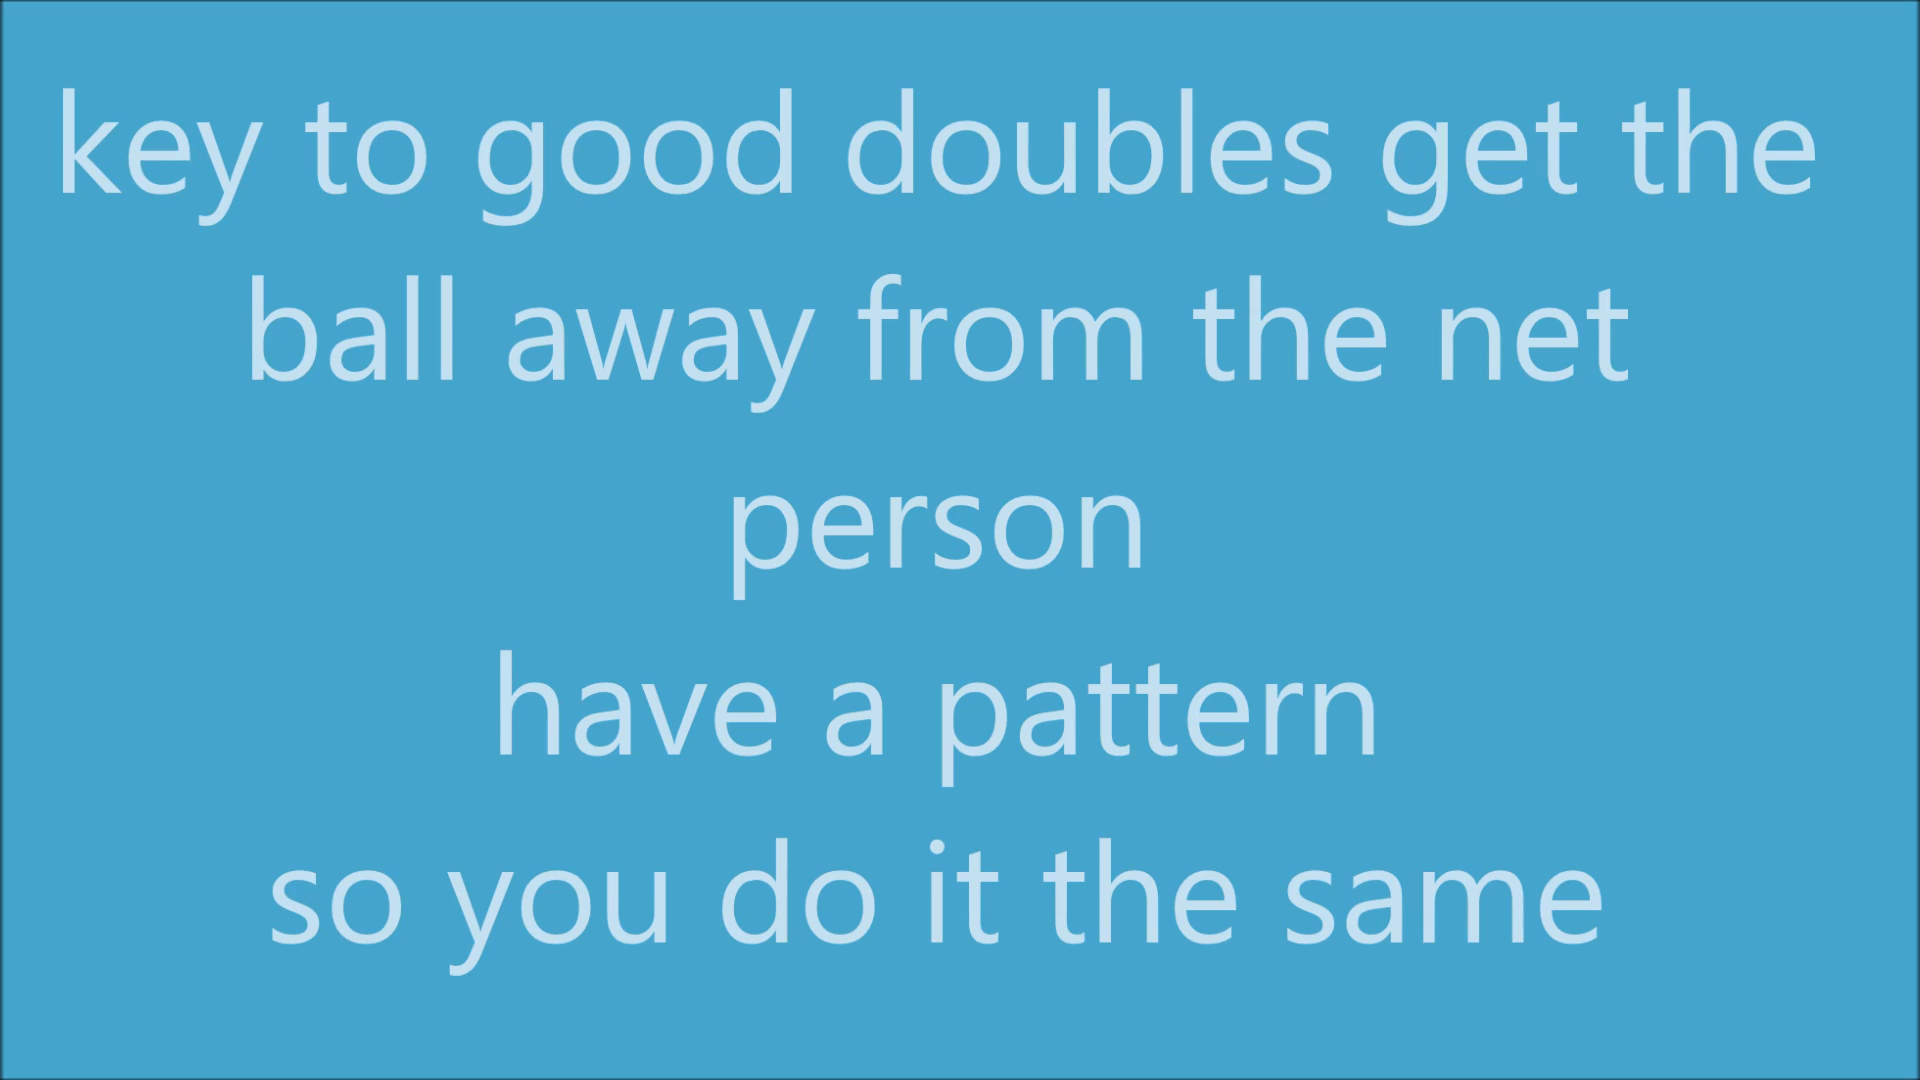 key to good doubles get the
ball away from the net
person
have a pattern
so you do it the same